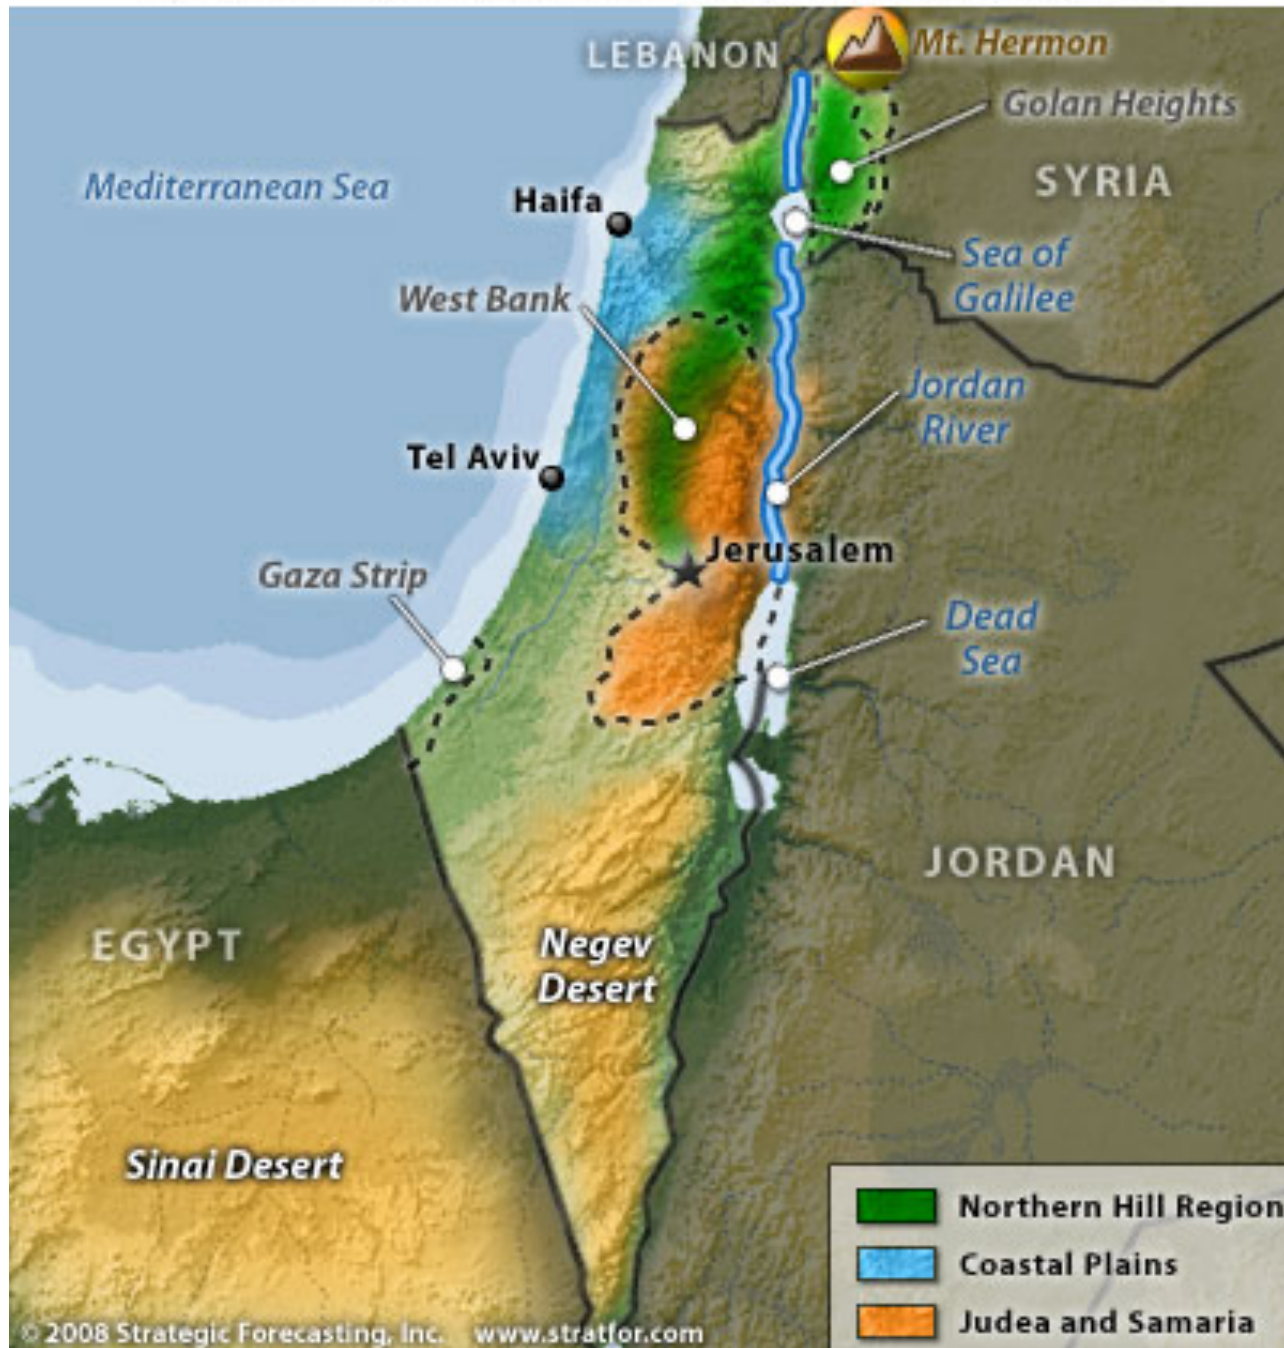 LEBANON
Mt. Hermon
Golan Heights
SYRIA
Mediterranean Sea
Haifa
Sea of
Galilee
West Bank
Jordan
River
Tel Aviv
Jerusalem
Gaza Strip
Dead
Sea
JORDAN
EGYPT
Negev
Desert
Sinai Desert
Northern Hill Region
Coastal Plains
Judea and Samaria
© 2008 Strategic Forecasting, Inc. www.stratfor.com